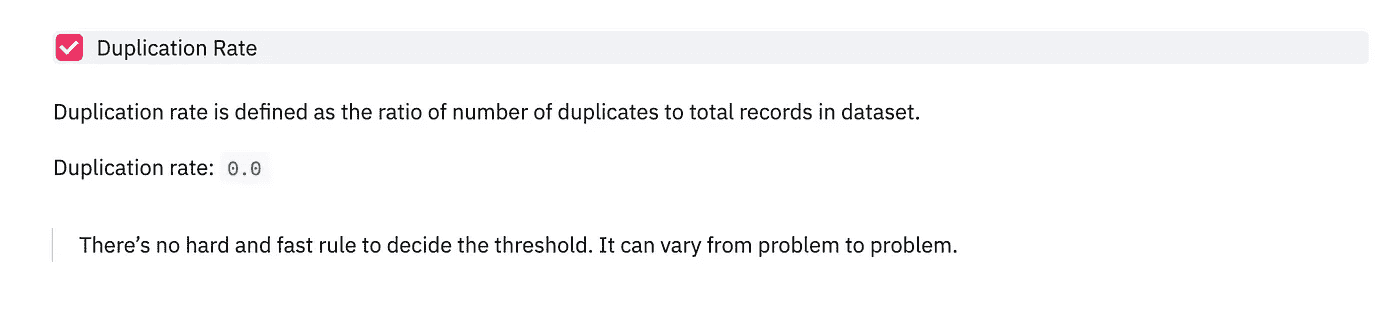 Duplication Rate
Duplication rate is defined as the ratio of number of duplicates to total records in dataset.
Duplication rate: 0.0
There’s no hard and fast rule to decide the threshold. It can vary from problem to problem.